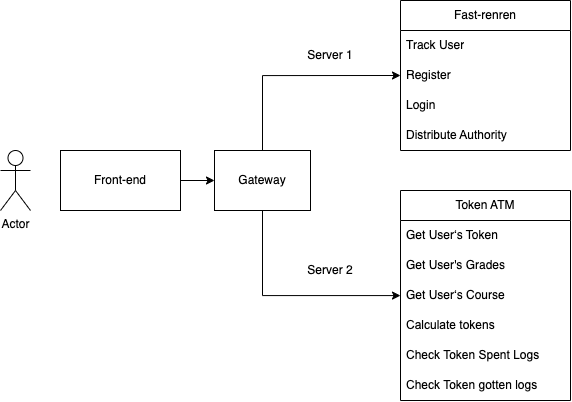 Fast-renren
Server 1
Track User
Register
Login
Distribute Authority
Front-end
Gateway
Actor
Token ATM
Server 2
Get User's Token
Get User's Grades
Get User's Course
Calculate tokens
Check Token Spent Logs
Check Token gotten logs